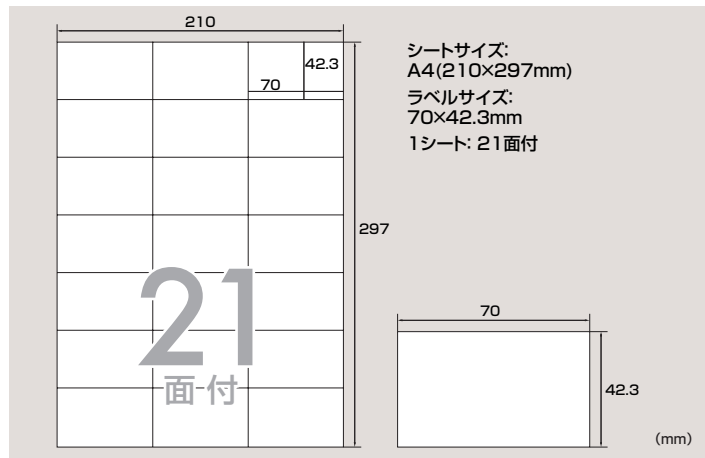 210
42.3
70
297
21
面付
シートサイズ:
A4(210×297mm)
ラベルサイズ:
70×42.3mm
1シート: 21面付
70
42.3
(mm)